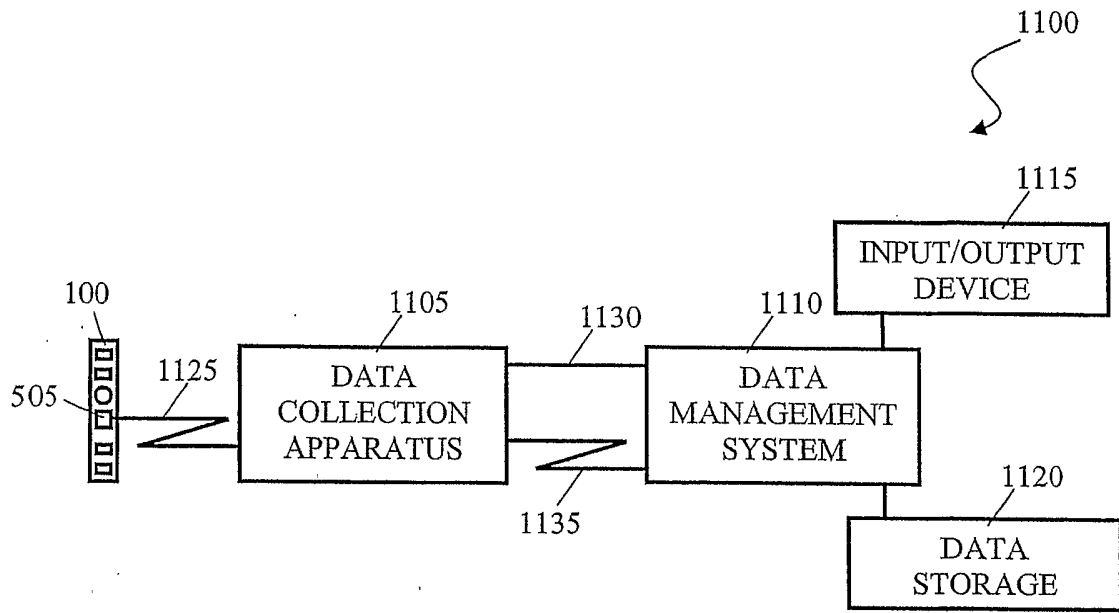 1100
1115
INPUT/OUTPUT
DEVICE
100
1105
1130
1110
505
1125
DATA
COLLECTION
APPARATUS
DATA
MANAGEMENT
SYSTEM
1135
1120
DATA
STORAGE